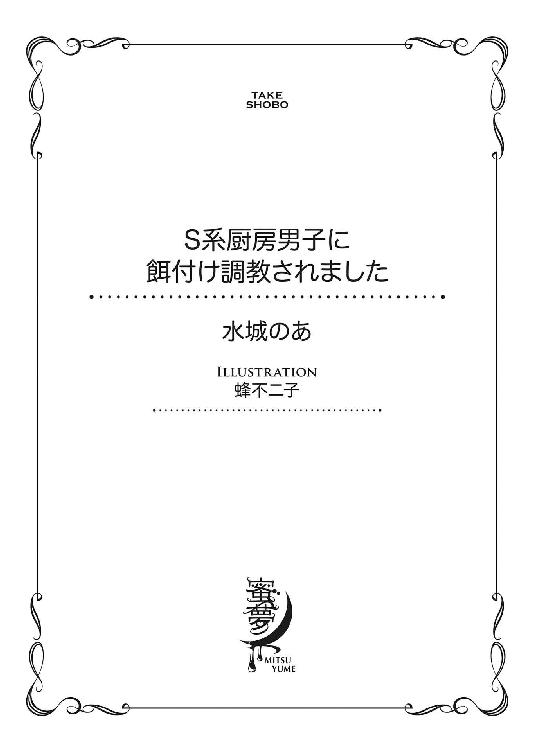 TAKE
SHOBO
S系厨房男子に
餌付け調教されました
水城のあ
ILLUSTRATION
蜂不二子
蜜夢
MITSU
YUME